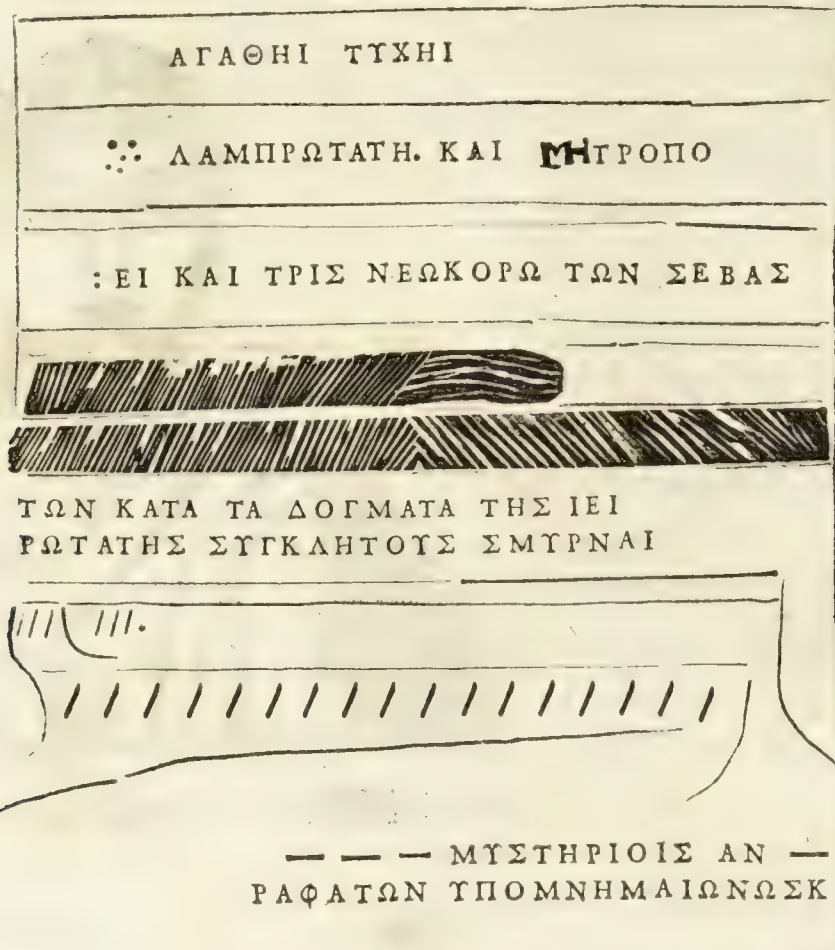 ΑΓΑΘΗΙ ΤΥΧΗΙ
ΛΑΜΠΡΩΤΑΤΗ. ΚΑΙ ΜΗΤΡΟΠΟ
:ΕΙ ΚΑΙ ΤΡΙΣ ΝΕΩΚΟΡΩ ΤΩΝ ΣΕΒΑΣ
ΤΩΝ ΚΑΤΑ ΤΑ ΔΟΓΜΑΤΑ ΤΗΣ ΙΕΙ
ΡΩΤΑΤΗΣ ΣΥΓΚΛΗΤΟΥΣ ΣΜΥΡΝΑΙ
— — — ΜΥΣΤΗΡΙΟΙΣ ΑΝ —
ΡΑΦΑΤΩΝ ΥΠΟΜΝΗΜΑΙΩΝΩΣΚ